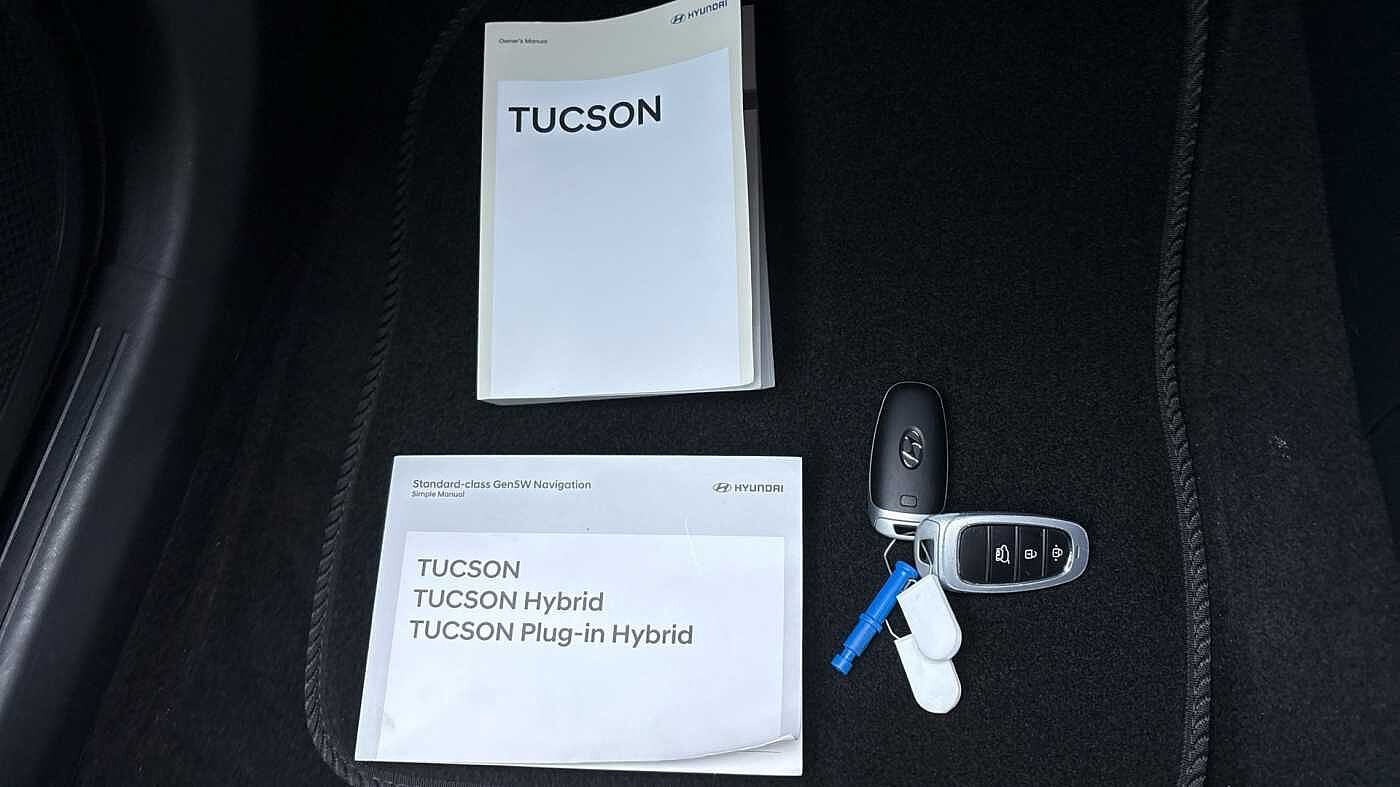 HYUNDAI
Owner's Manual
TUCSON
Standard-class Gen5W Navigation
HYUNDAI
Simple Manual
TUCSON
TUCSON Hybrid
TUCSON Plug-in Hybrid